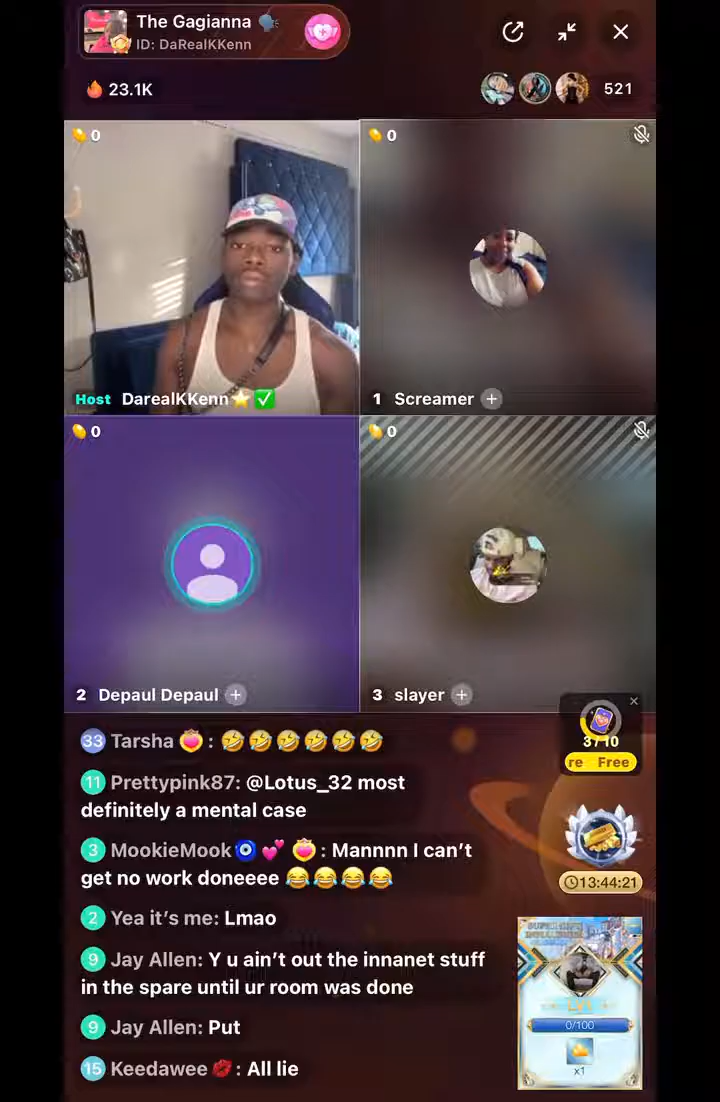 The Gagianna 🗣️
ID: DaRealKKenn
🔥 23.1K
521
0
0
Host DarealKKenn⭐✅
1 Screamer +
0
0
2 Depaul Depaul +
3 slayer +
3/10
re Free
33 Tarsha 🍑: 🤣🤣🤣🤣🤣🤣
11 Prettypink87: @Lotus_32 most
definitely a mental case
3 MookieMook🧿 💕 🍑: Mannnn I can't
get no work doneeee 😂😂😂😂
13:44:21
2 Yea it's me: Lmao
9 Jay Allen: Y u ain't out the innanet stuff
in the spare until ur room was done
9 Jay Allen: Put
15 Keedawee💋: All lie
0/100
x1